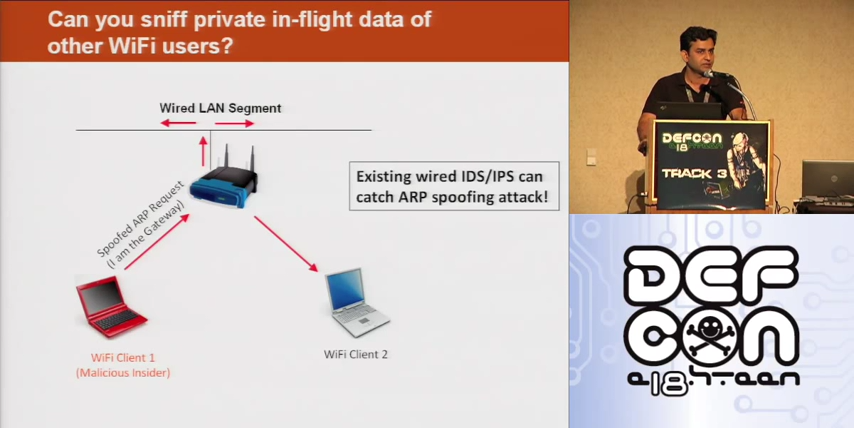 Can you sniff private in-flight data of
other WiFi users?
Wired LAN Segment
Existing wired IDS/IPS can
catch ARP spoofing attack!
Spoofed ARP Request
(I am the Gateway)
WiFi Client 1
(Malicious Insider)
WiFi Client 2
DEFCON
18
TRACK 3
DEF
CON
e18h-teen